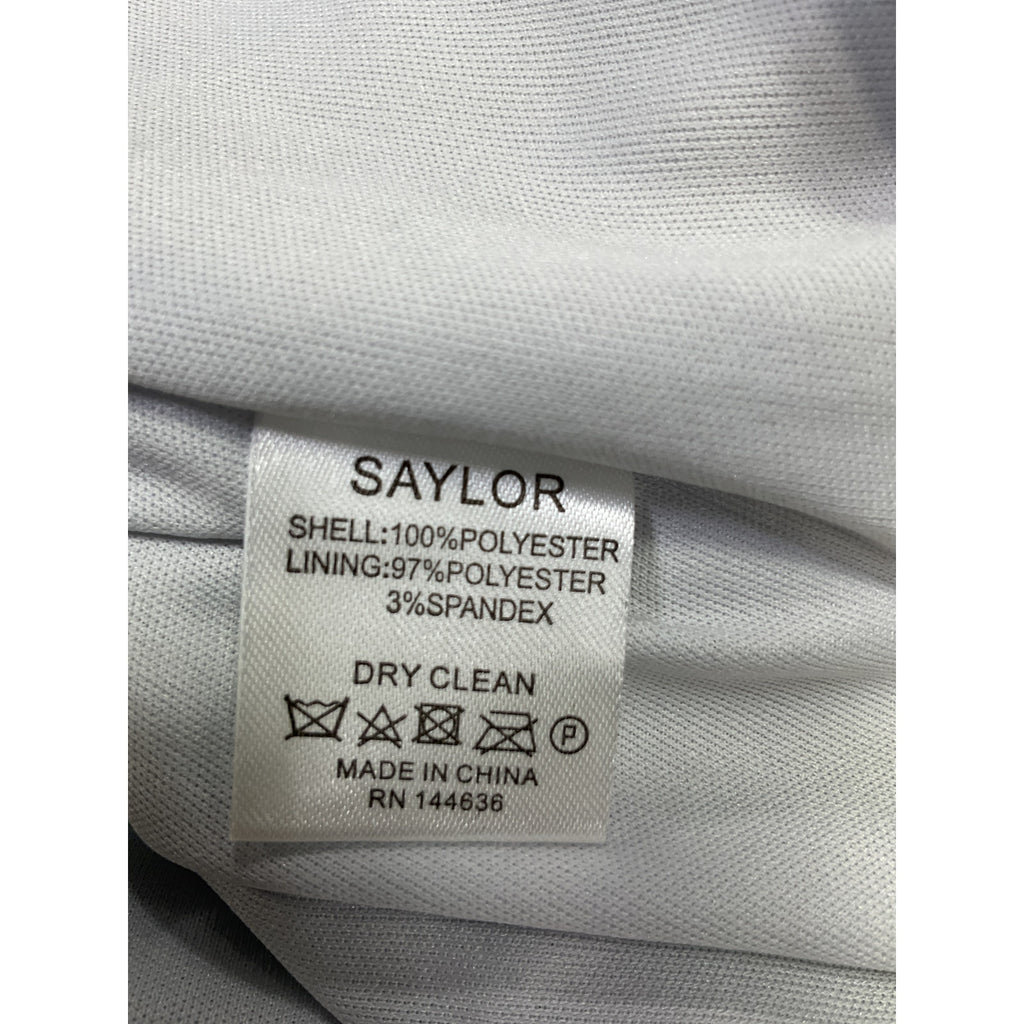 SAYLOR
SHELL:100%POLYESTER
LINING:97%POLYESTER
3%SPANDEX
DRY CLEAN
P
MADE IN CHINA
RN 144636